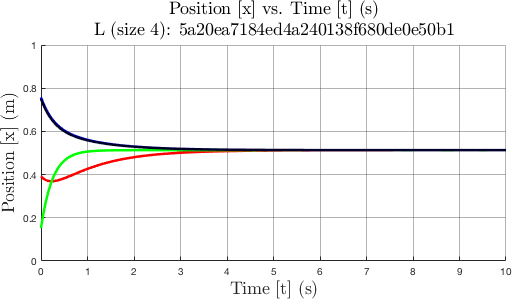 Position [x] vs. Time [t] (s)
L (size 4): 5a20ea7184ed4a240138f680de0e50b1
Position [x] (m)
1
0.8
0.6
0.4
0.2
0
0 1 2 3 4 5 6 7 8 9 10
Time [t] (s)